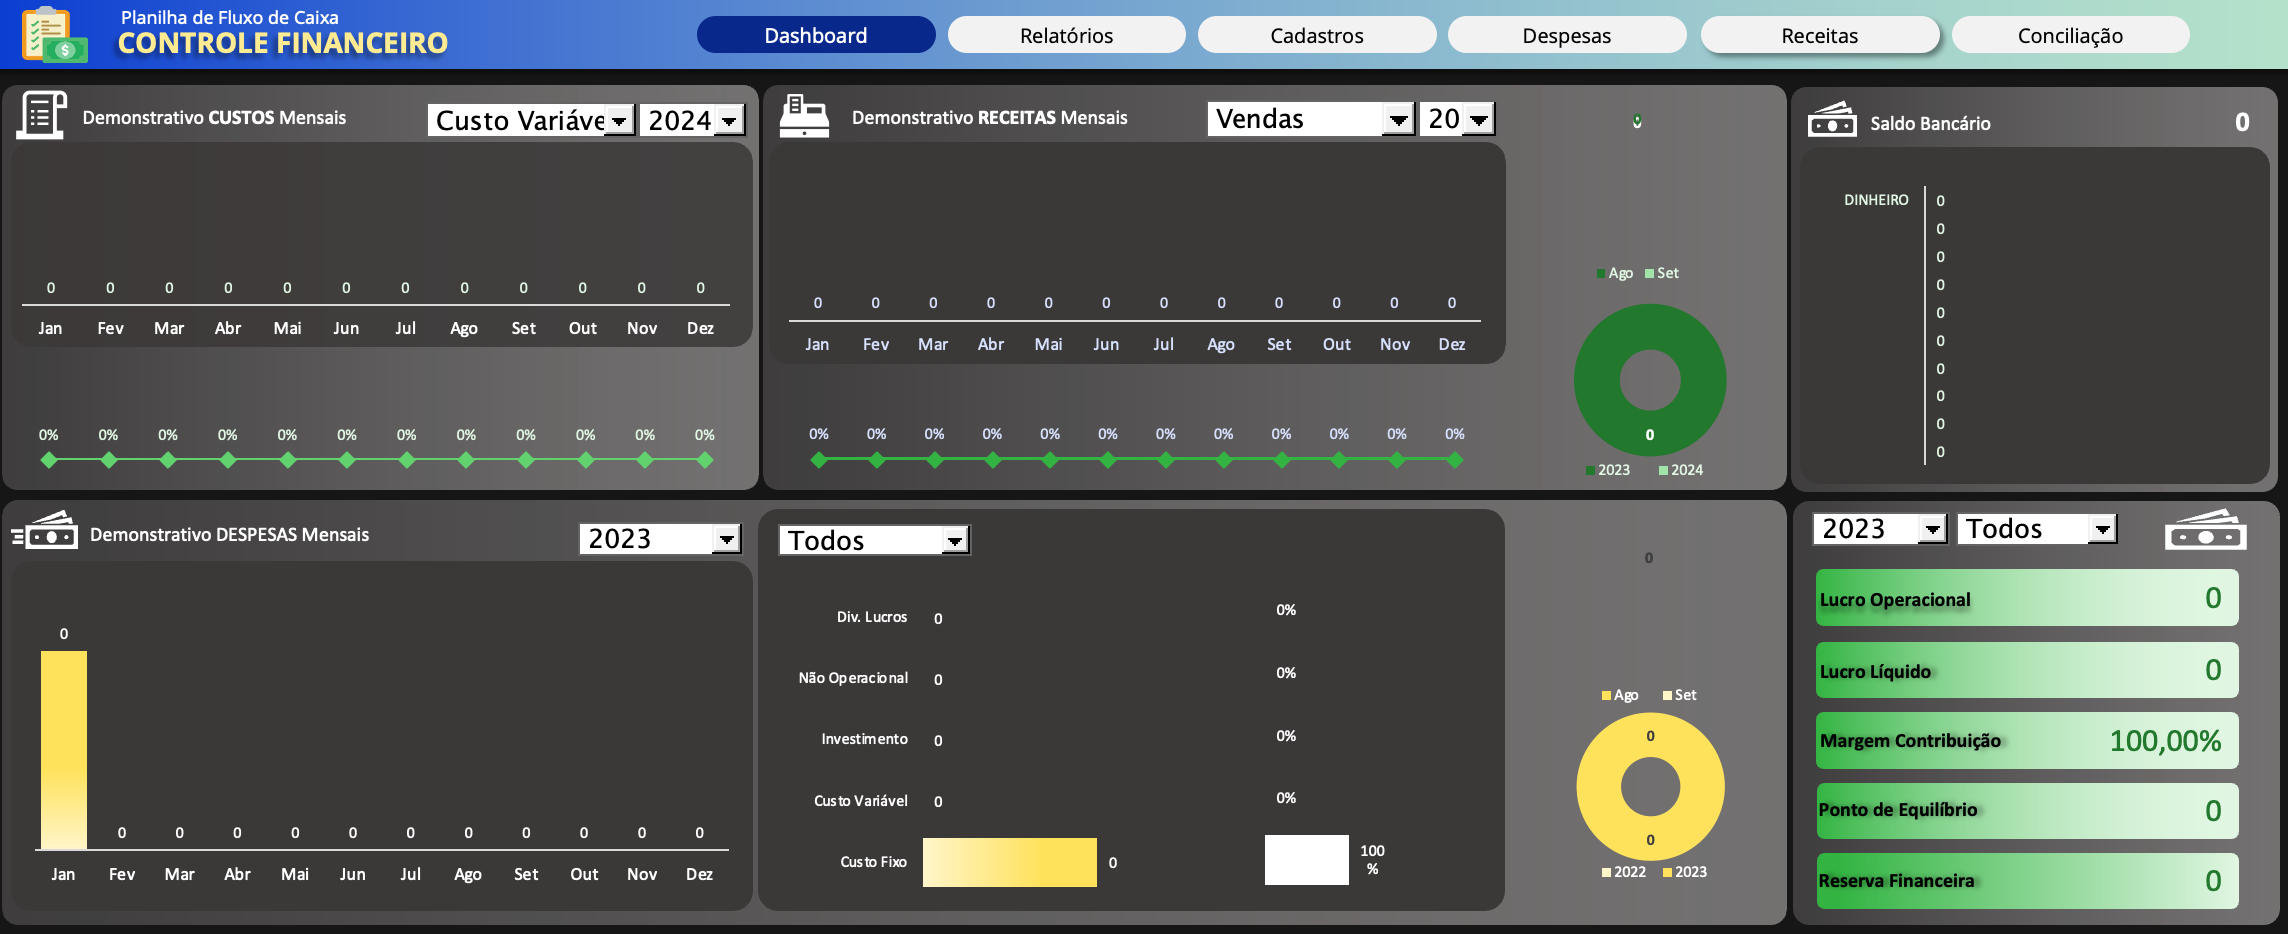 Planilha de Fluxo de Caixa
CONTROLE FINANCEIRO
Dashboard
Relatórios
Cadastros
Despesas
Receitas
Conciliação
Demonstrativo CUSTOS Mensais
Custo Variáve
2024
0 0 0 0 0 0 0 0 0 0 0 0
Jan Fev Mar Abr Mai Jun Jul Ago Set Out Nov Dez
0% 0% 0% 0% 0% 0% 0% 0% 0% 0% 0% 0%
Demonstrativo RECEITAS Mensais
Vendas
20
0 0 0 0 0 0 0 0 0 0 0 0
Jan Fev Mar Abr Mai Jun Jul Ago Set Out Nov Dez
0% 0% 0% 0% 0% 0% 0% 0% 0% 0% 0% 0%
Ago Set
0
2023 2024
Saldo Bancário
0
DINHEIRO 0
0
0
0
0
0
0
0
0
0
Demonstrativo DESPESAS Mensais
2023
0
0 0 0 0 0 0 0 0 0 0 0
Jan Fev Mar Abr Mai Jun Jul Ago Set Out Nov Dez
Todos
Div. Lucros 0 0%
Não Operacional 0 0%
Investimento 0 0%
Custo Variável 0 0%
Custo Fixo 0 100
%
0
Ago Set
0
0
2022 2023
2023
Todos
Lucro Operacional 0
Lucro Líquido 0
Margem Contribuição 100,00%
Ponto de Equilíbrio 0
Reserva Financeira 0